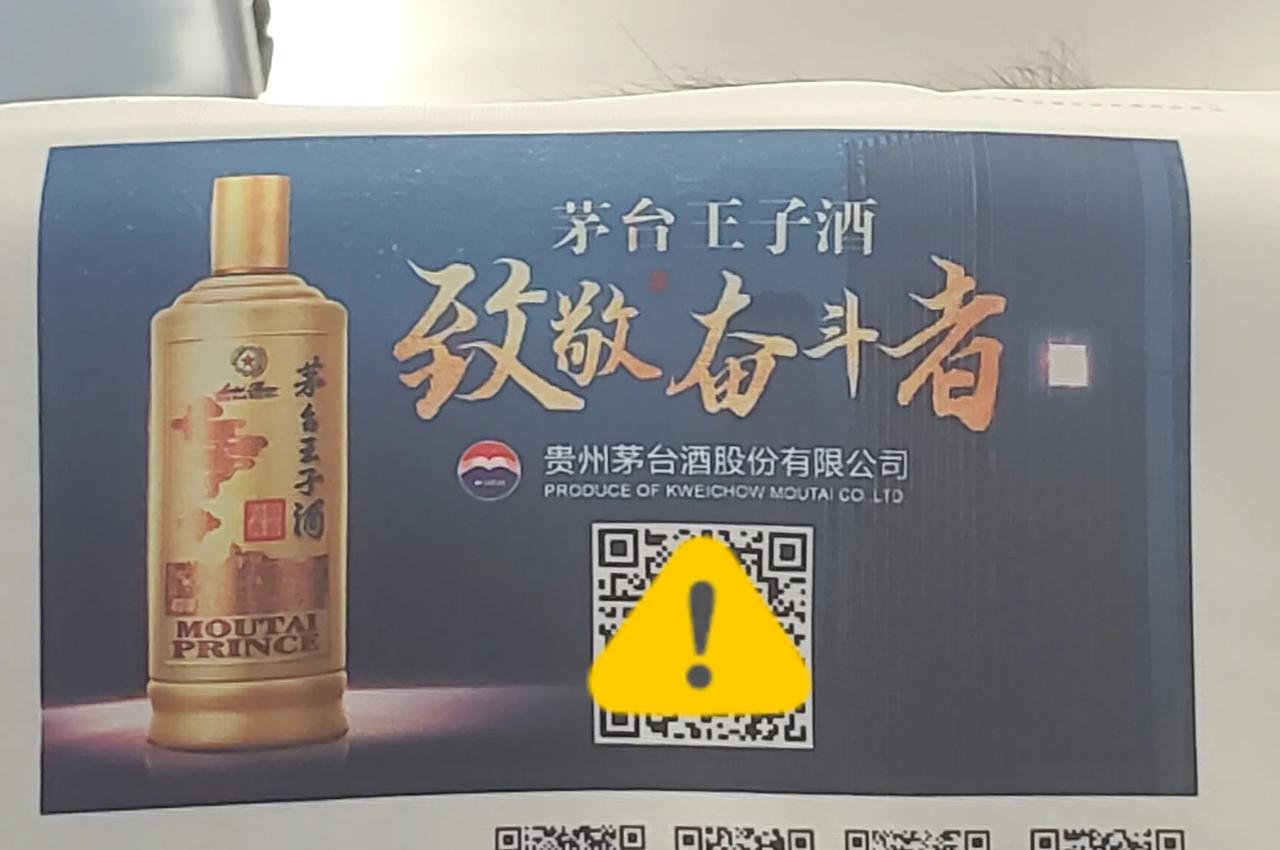 茅台王子酒
致敬奋斗者
贵州茅台酒股份有限公司
PRODUCE OF KWEICHOW MOUTAI CO.,LTD
茅台王子酒
MOUTAI
PRINCE